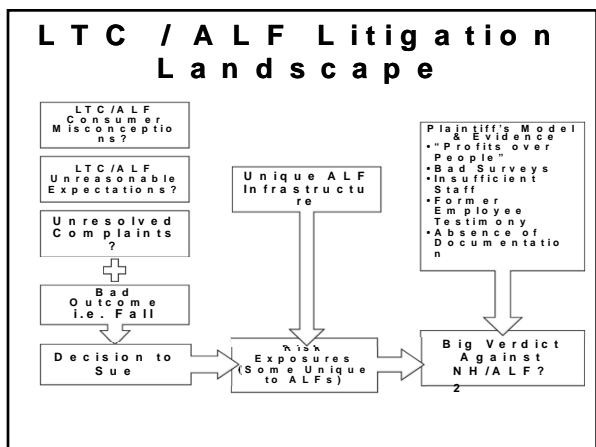 LTC / ALF Litigation
Landscape
LTC/ALF
Consumer
Misconceptio
ns?
LTC/ALF
Unreasonable
Expectations?
Unresolved
Complaints
?
Bad
Outcome
i.e. Fall
Decision to
Sue
Unique ALF
Infrastructu
re
Risk
Exposures
(Some Unique
to ALFs)
Plaintiff's Model
& Evidence
•"Profits over
People"
•Bad Surveys
•Insufficient
Staff
•Former
Employee
Testimony
•Absence of
Documentatio
n
Big Verdict
Against
NH/ALF?
2